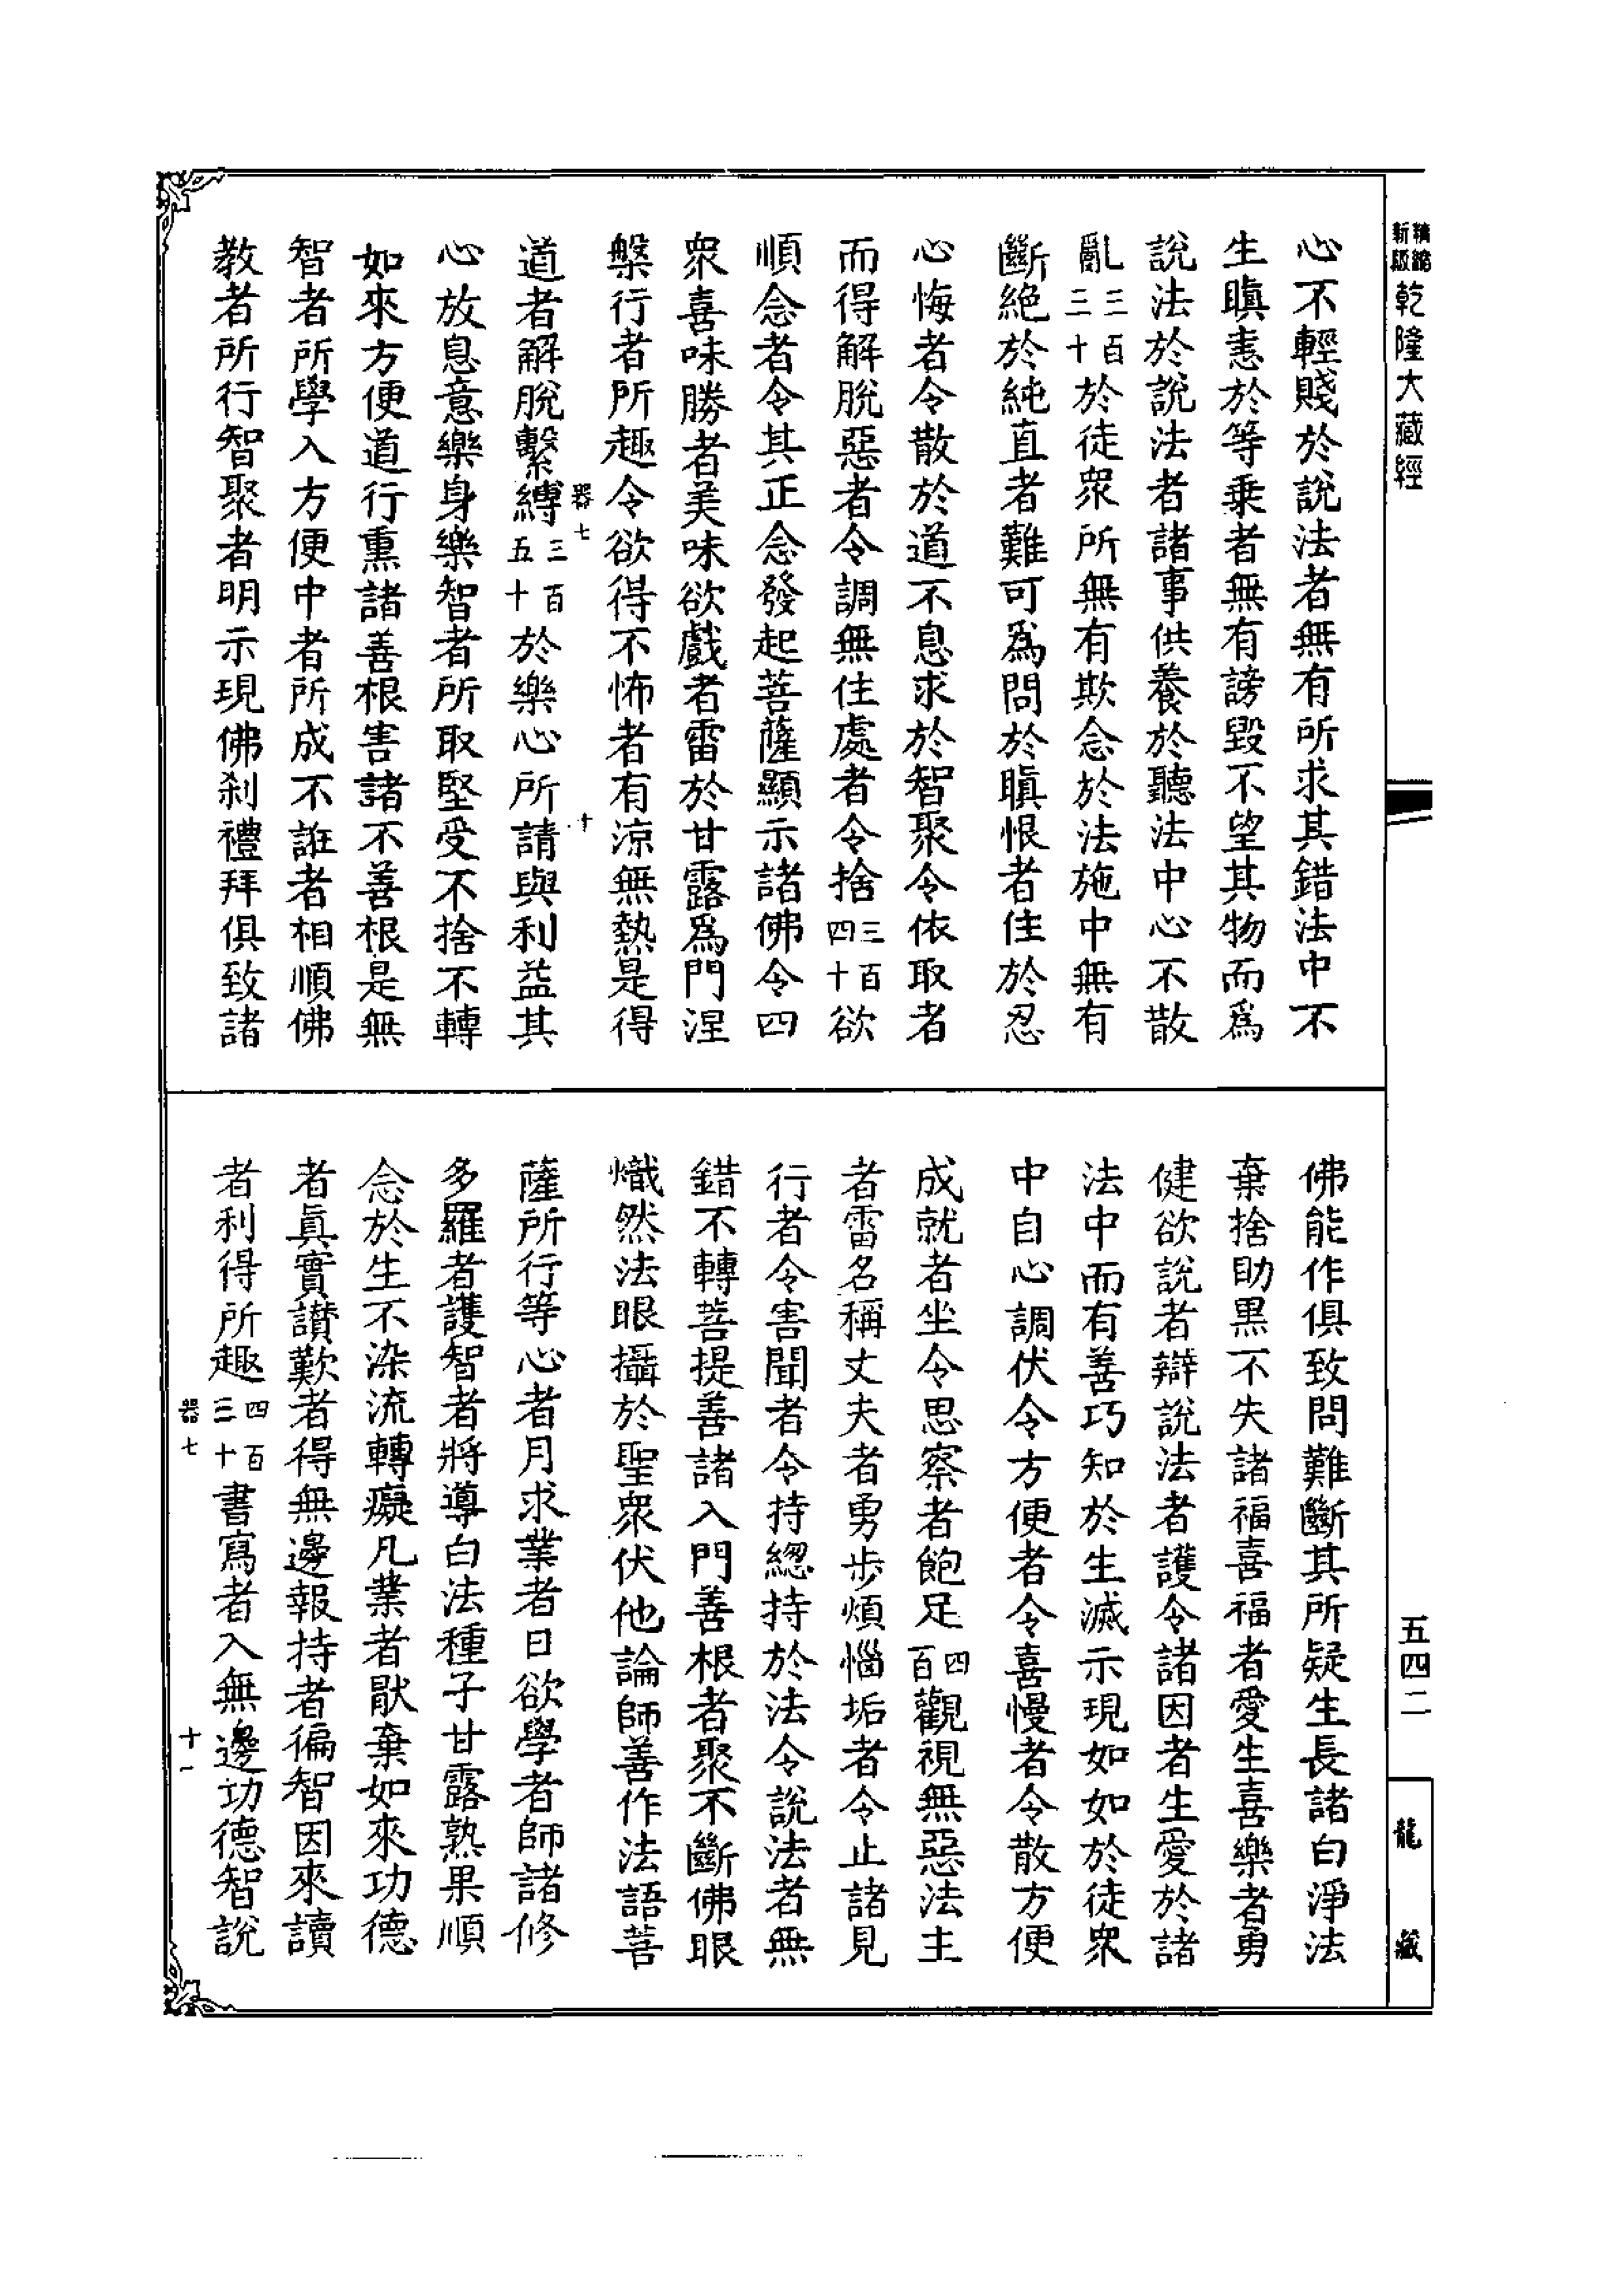 精縮新版乾隆大藏經
心不輕賤於說法者無有所求其錯法中不
生瞋恚於等乘者無有謗毀不望其物而爲
說法於說法者諸事供養於聽法中心不散
亂三百三十於徒衆所無有欺念於法施中無有
斷絕於純直者難可爲問於瞋恨者住於忍
心悔者令散於道不息求於智聚令依取者
而得解脫惡者令調無住處者令捨三百四十欲
順念者令其正念發起菩薩顯示諸佛令四
衆喜味勝者美味欲戲者雷於甘露爲門涅
槃行者所趣令欲得不怖者有涼無熱是得
器七 十
道者解脫繫縛三百五十於樂心所請與利益其
心放息意樂身樂智者所取堅受不捨不轉
如來方便道行熏諸善根害諸不善根是無
智者所學入方便中者所成不誑者相順佛
教者所行智聚者明示現佛刹禮拜俱致諸
佛能作俱致問難斷其所疑生長諸白淨法
棄捨助黑不失諸福喜福者愛生喜樂者勇
健欲說者辯說法者護令諸因者生愛於諸
法中而有善巧知於生滅示現如如於徒衆
中自心調伏令方便者令喜慢者令散方便
成就者坐令思察者飽足四百觀視無惡法主
者雷名稱丈夫者勇步煩惱垢者令止諸見
行者令害聞者令持總持於法令說法者無
錯不轉菩提善諸入門善根者聚不斷佛眼
熾然法眼攝於聖衆伏他論師善作法語菩
薩所行等心者月求業者日欲學者師諸修
多羅者護智者將導白法種子甘露熟果順
念於生不染流轉癡凡業者猒棄如來功德
者眞實讚歎者得無邊報持者徧智因來讀
者利得所趣四百三十書寫者入無邊功德智說
器七 十一
五四二
龍藏